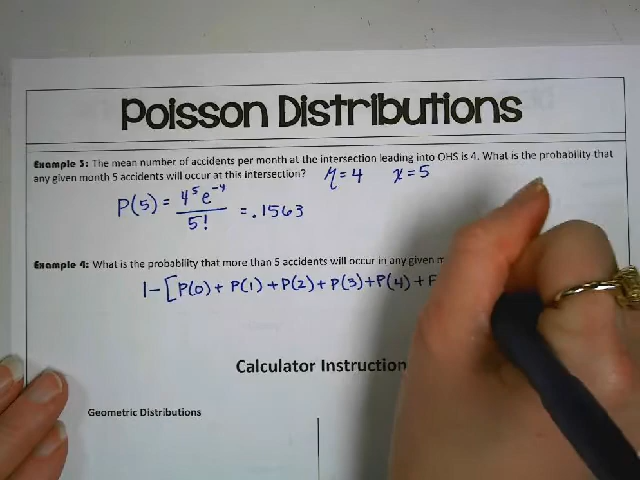 Poisson Distributions
Example 3: The mean number of accidents per month at the intersection leading into OHS is 4. What is the probability that
any given month 5 accidents will occur at this intersection? η=4 x=5
P(5) = 4⁵e⁻⁴ / 5! = .1563
Example 4: What is the probability that more than 5 accidents will occur in any given m
1-[P(0)+ P(1) +P(2)+ P(3)+P(4) +
Calculator Instruction
Geometric Distributions